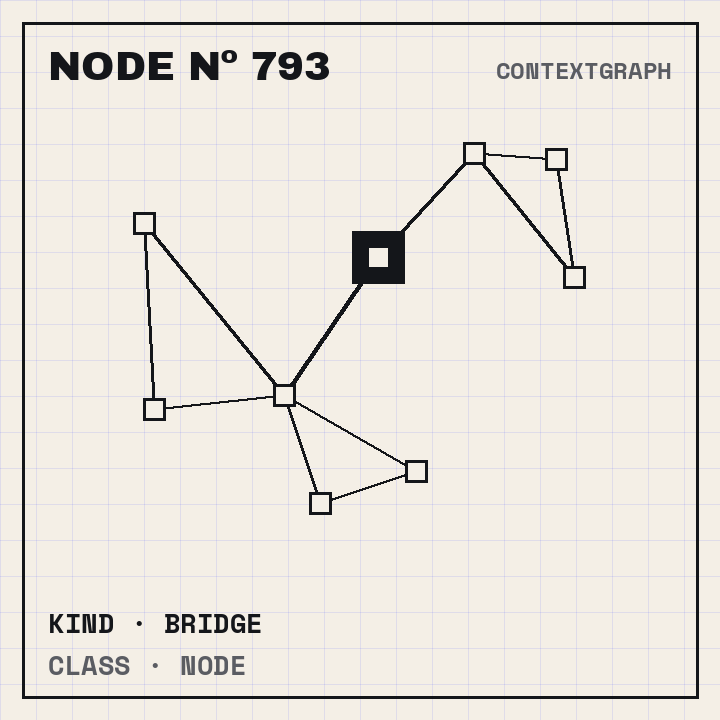 NODE Nº 793
CONTEXTGRAPH
KIND · BRIDGE
CLASS · NODE